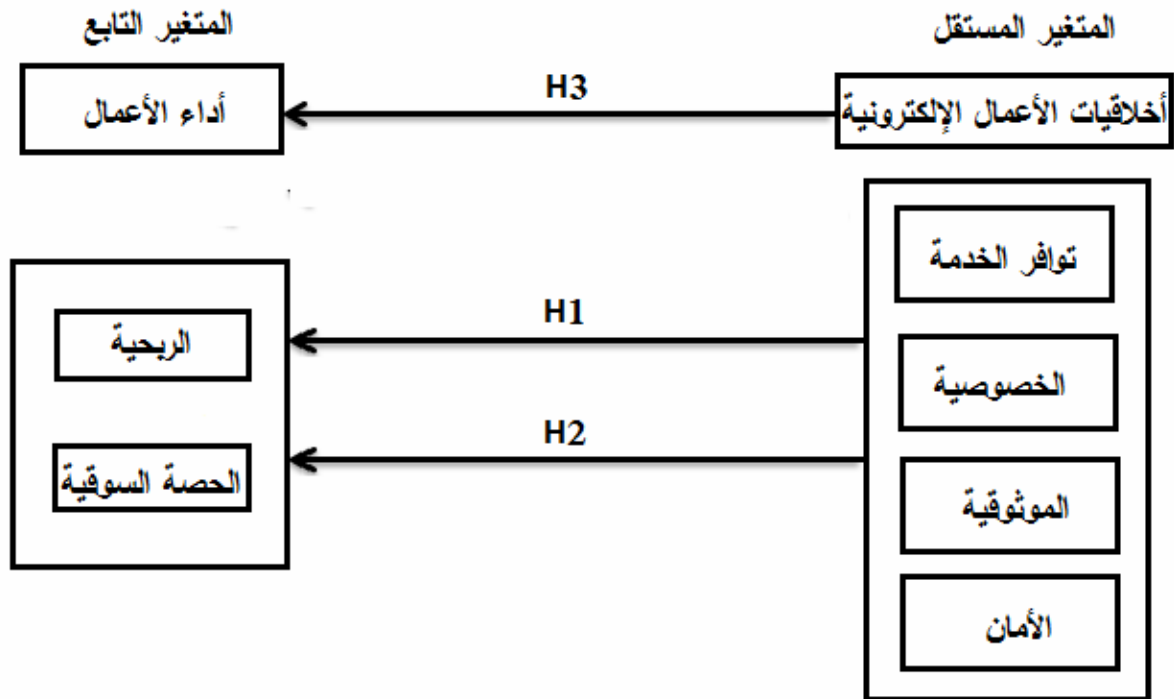 المتغير المستقل
المتغير التابع
أخلاقيات الأعمال الإلكترونية
H3
أداء الأعمال
توافر الخدمة
الخصوصية
الموثوقية
الأمان
H1
H2
الربحية
الحصة السوقية